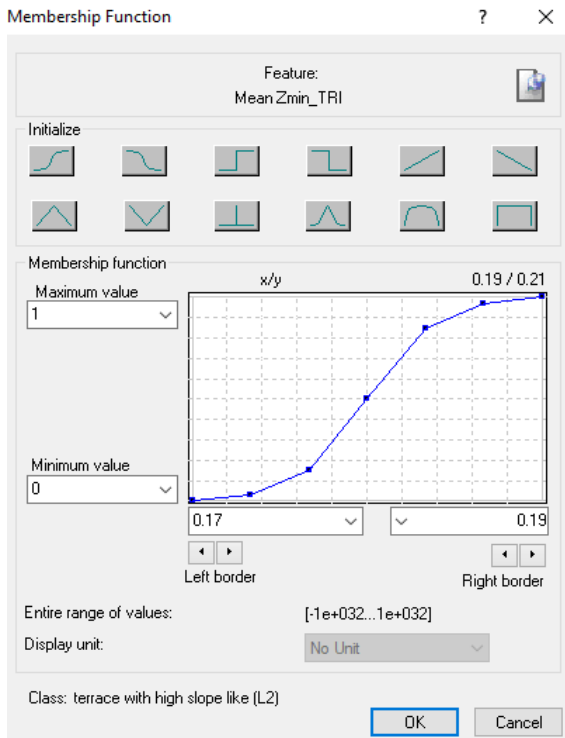 Membership Function ? ×
Feature:
Mean Zmin_TRI
Initialize
Membership function
x/y 0.19 / 0.21
Maximum value
1
Minimum value
0
0.17 0.19
Left border Right border
Entire range of values: [-1e+032...1e+032]
Display unit: No Unit
Class: terrace with high slope like (L2)
OK Cancel